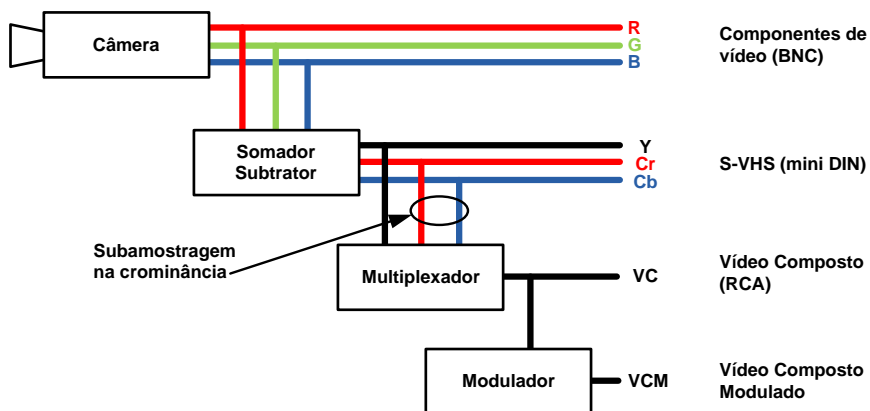 Câmera
R
G
B
Componentes de
vídeo (BNC)
Somador
Subtrator
Y
Cr
Cb
S-VHS (mini DIN)
Subamostragem
na crominância
Multiplexador
VC
Vídeo Composto
(RCA)
Modulador
VCM
Vídeo Composto
Modulado